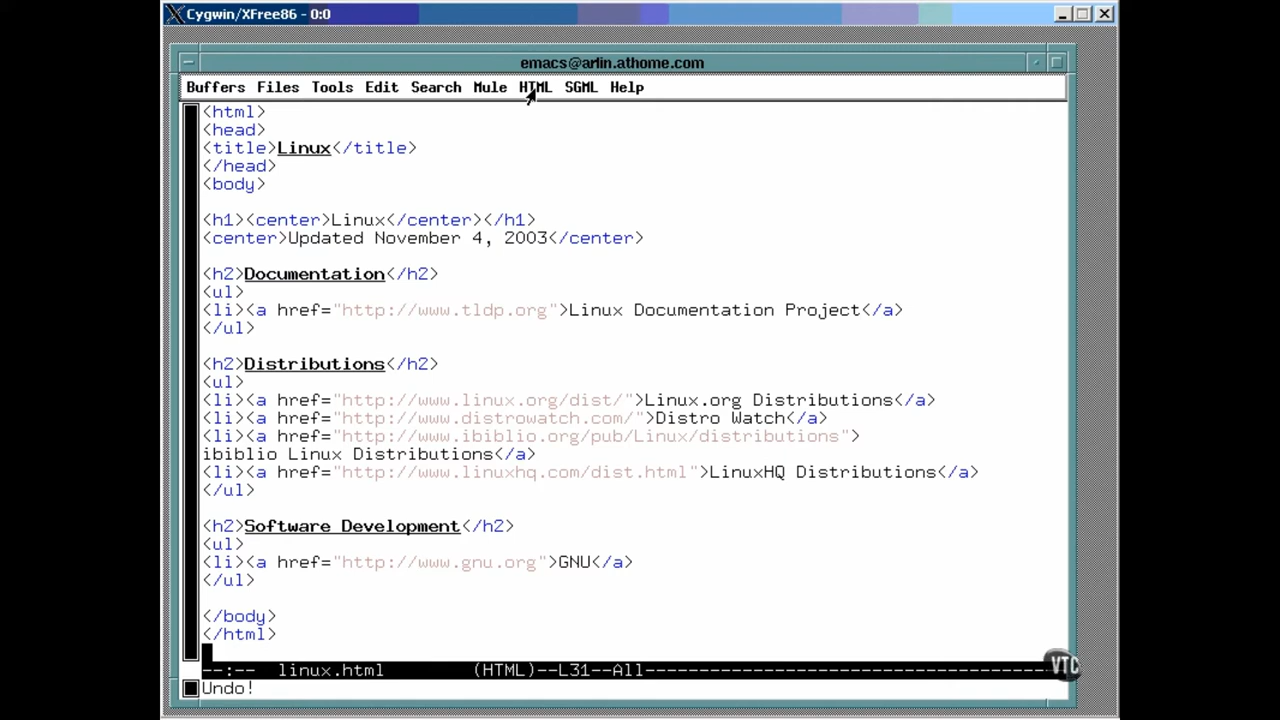 Cygwin/XFree86 - 0:0
emacs@arlin.athome.com
Buffers Files Tools Edit Search Mule HTML SGML Help
<html>
<head>
<title>Linux</title>
</head>
<body>
<h1><center>Linux</center></h1>
<center>Updated November 4, 2003</center>
<h2>Documentation</h2>
<ul>
<li><a href="http://www.tldp.org">Linux Documentation Project</a>
</ul>
<h2>Distributions</h2>
<ul>
<li><a href="http://www.linux.org/dist/">Linux.org Distributions</a>
<li><a href="http://www.distrowatch.com/">Distro Watch</a>
<li><a href="http://www.ibiblio.org/pub/Linux/distributions">
ibiblio Linux Distributions</a>
<li><a href="http://www.linuxhq.com/dist.html">LinuxHQ Distributions</a>
</ul>
<h2>Software Development</h2>
<ul>
<li><a href="http://www.gnu.org">GNU</a>
</ul>
</body>
</html>
--:-- linux.html (HTML)--L31--All--------------------------------------------
VTC
Undo!